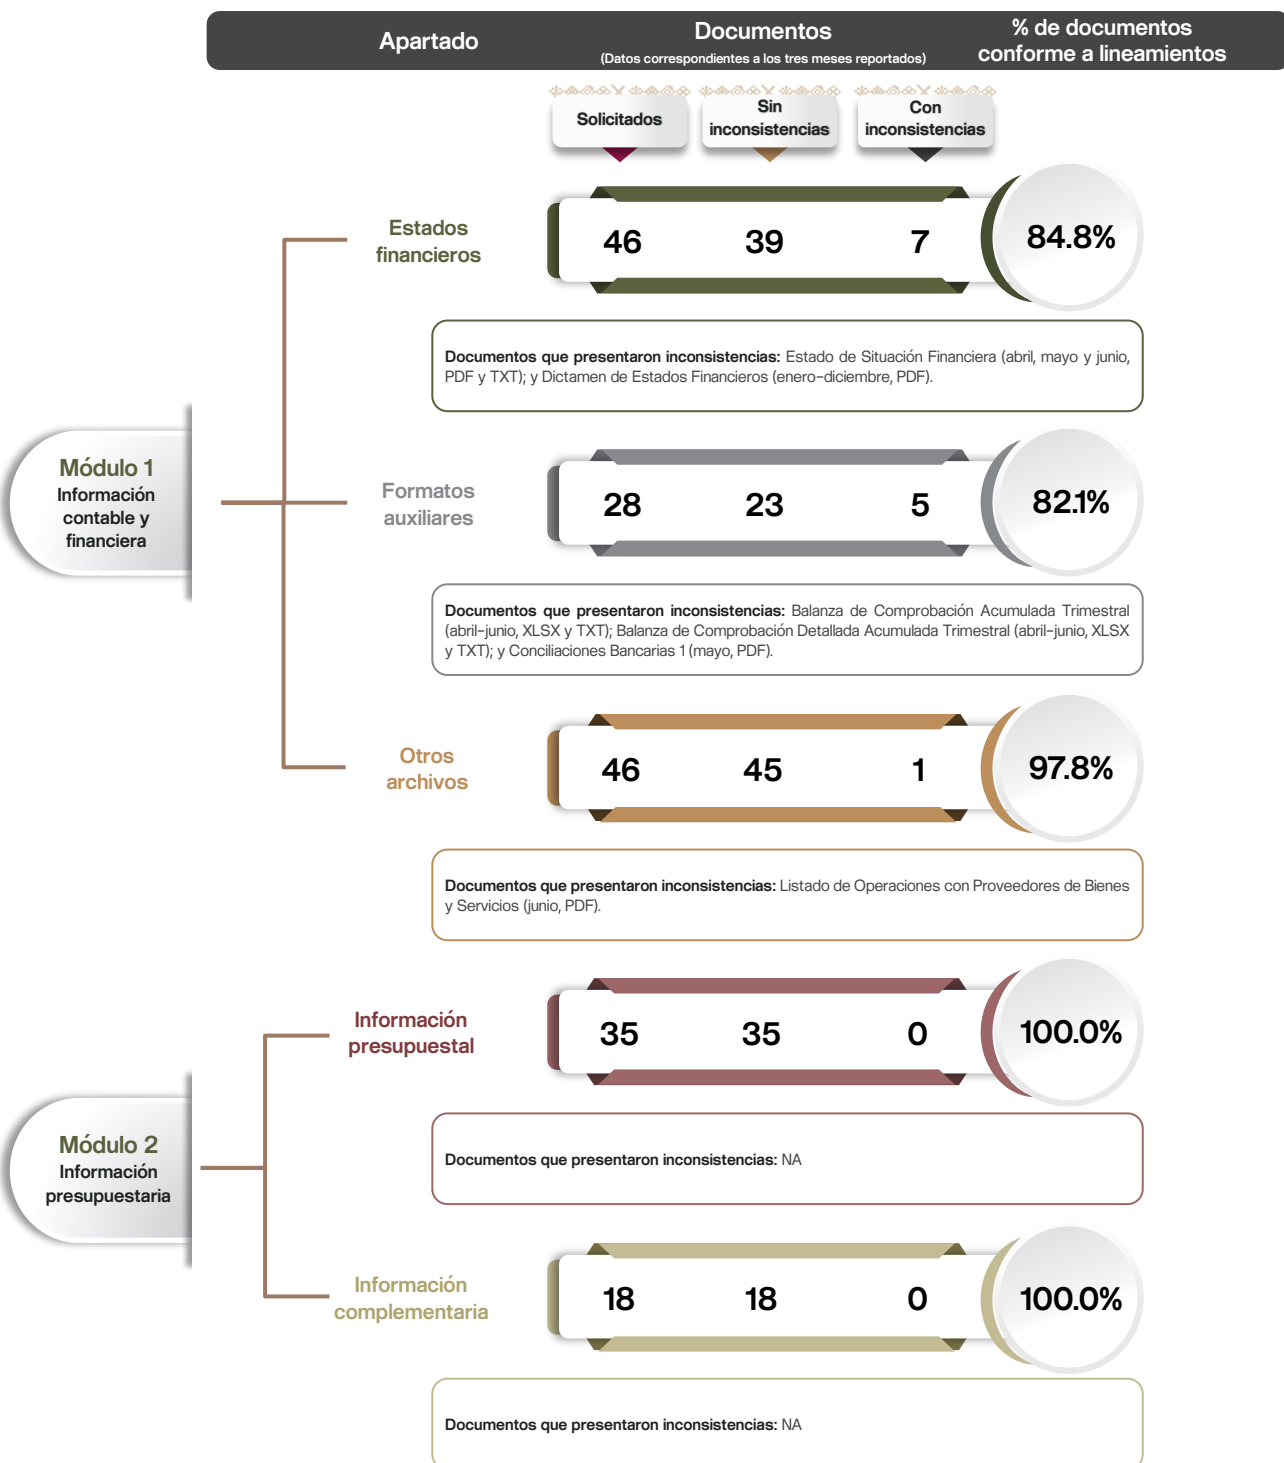 Apartado
Documentos
(Datos correspondientes a los tres meses reportados)
% de documentos
conforme a lineamientos
Solicitados
Sin
inconsistencias
Con
inconsistencias
Módulo 1
Información
contable y
financiera
Estados
financieros
46
39
7
84.8%
Documentos que presentaron inconsistencias: Estado de Situación Financiera (abril, mayo y junio,
PDF y TXT); y Dictamen de Estados Financieros (enero-diciembre, PDF).
Formatos
auxiliares
28
23
5
82.1%
Documentos que presentaron inconsistencias: Balanza de Comprobación Acumulada Trimestral
(abril-junio, XLSX y TXT); Balanza de Comprobación Detallada Acumulada Trimestral (abril-junio, XLSX
y TXT); y Conciliaciones Bancarias 1 (mayo, PDF).
Otros
archivos
46
45
1
97.8%
Documentos que presentaron inconsistencias: Listado de Operaciones con Proveedores de Bienes
y Servicios (junio, PDF).
Módulo 2
Información
presupuestaria
Información
presupuestal
35
35
0
100.0%
Documentos que presentaron inconsistencias: NA
Información
complementaria
18
18
0
100.0%
Documentos que presentaron inconsistencias: NA